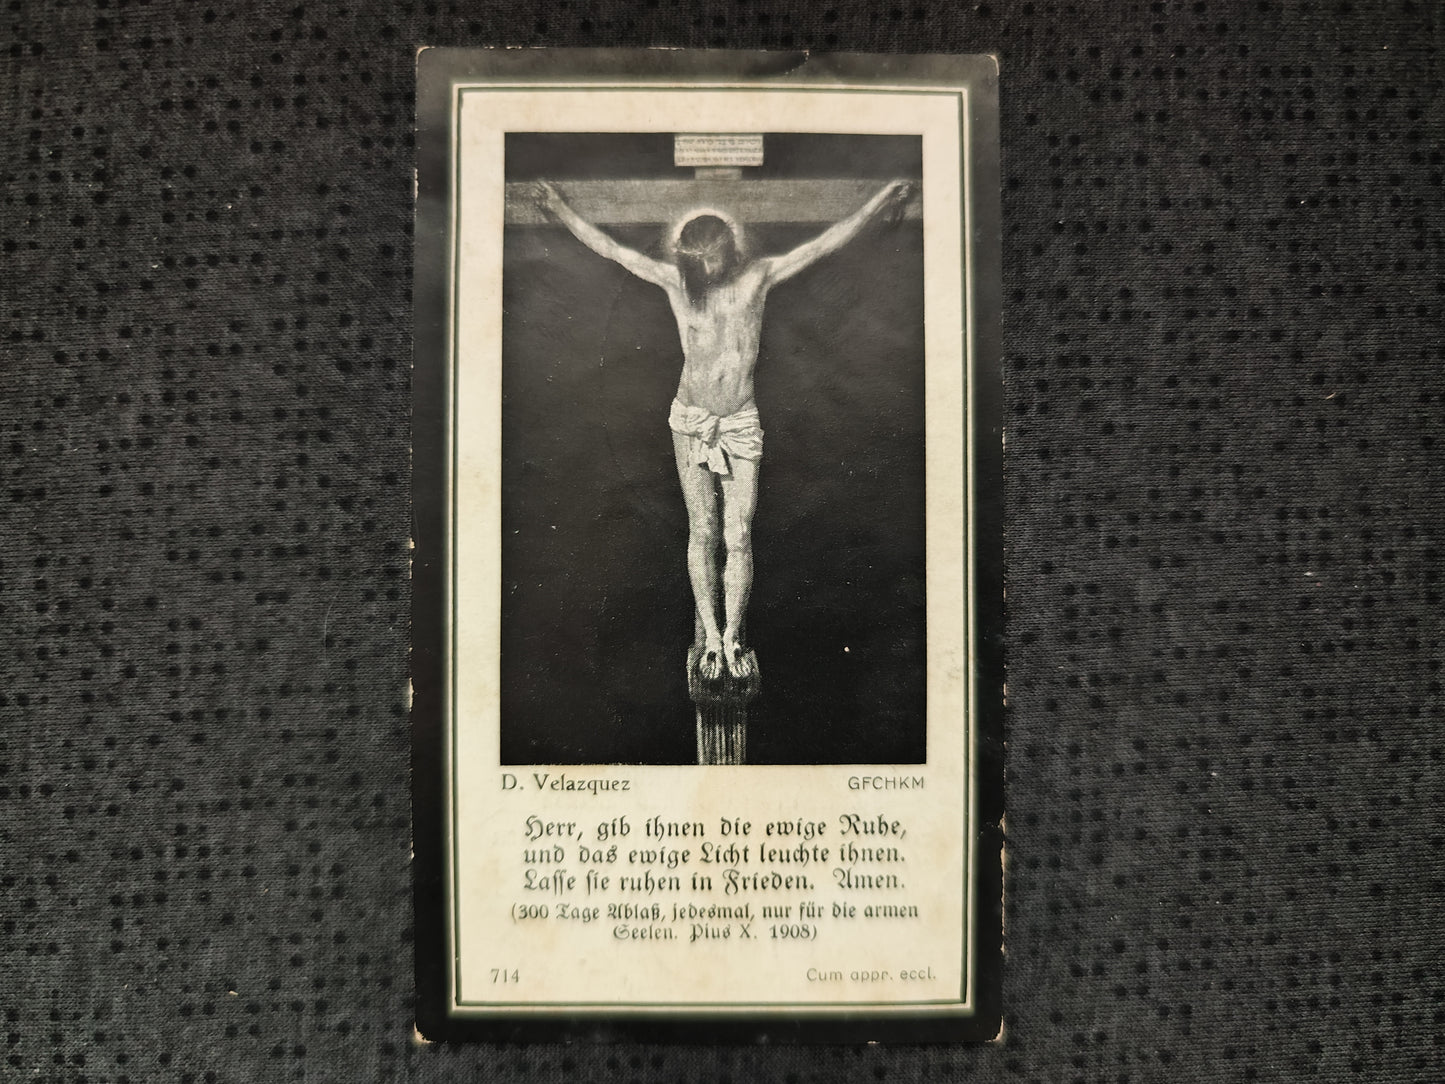 D. Velazquez
GFCHKM
Herr, gib ihnen die ewige Ruhe,
und das ewige Licht leuchte ihnen.
Lasse sie ruhen in Frieden. Amen.
(300 Tage Ablaß, jedesmal, nur für die armen
Seelen. Pius X. 1908)
714
Cum appr. eccl.